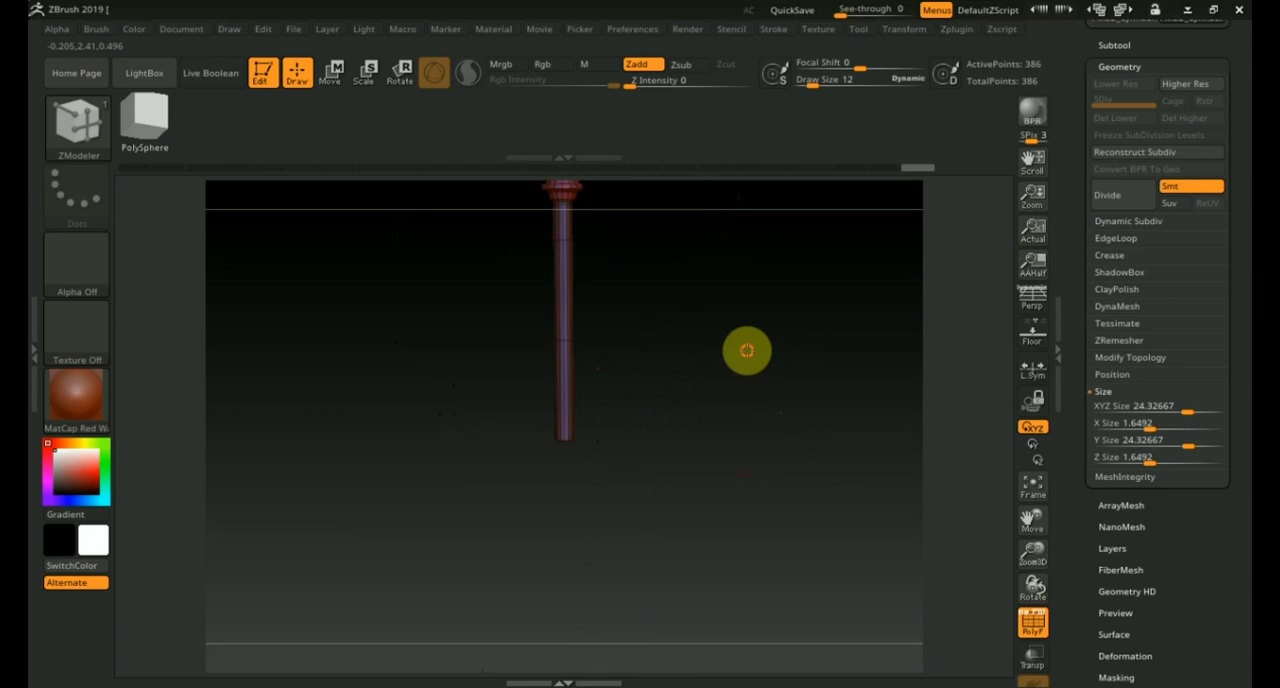 ZBrush 2019 [
AC QuickSave See-through 0 Menus DefaultZScript
Alpha Brush Color Document Draw Edit File Layer Light Macro Marker Material Movie Picker Preferences Render Stencil Stroke Texture Tool Transform Zplugin Zscript
-0.205,2.41,0.496
Home Page LightBox Live Boolean Edit Draw Move Scale Rotate
Mrgb Rgb M Zadd Zsub Zcut
Rgb Intensity Z Intensity 0
Focal Shift 0
Draw Size 12 Dynamic
ActivePoints: 386
TotalPoints: 386
1
ZModeler
PolySphere
Dots
Alpha Off
Texture Off
MatCap Red W
Gradient
SwitchColor
Alternate
BPR
SPix 3
Scroll
Zoom
Actual
AAHalf
Dynamic
Persp
Floor
L.Sym
XYZ
Frame
Move
Zoom3D
Rotate
PolyF
Transp
Subtool
Geometry
Lower Res Higher Res
SDiv Cage Rstr
Del Lower Del Higher
Freeze SubDivision Levels
Reconstruct Subdiv
Convert BPR To Geo
Divide Smt
Suv ReUV
Dynamic Subdiv
EdgeLoop
Crease
ShadowBox
ClayPolish
DynaMesh
Tessimate
ZRemesher
Modify Topology
Position
Size
XYZ Size 24.32667
X Size 1.6492
Y Size 24.32667
Z Size 1.6492
MeshIntegrity
ArrayMesh
NanoMesh
Layers
FiberMesh
Geometry HD
Preview
Surface
Deformation
Masking